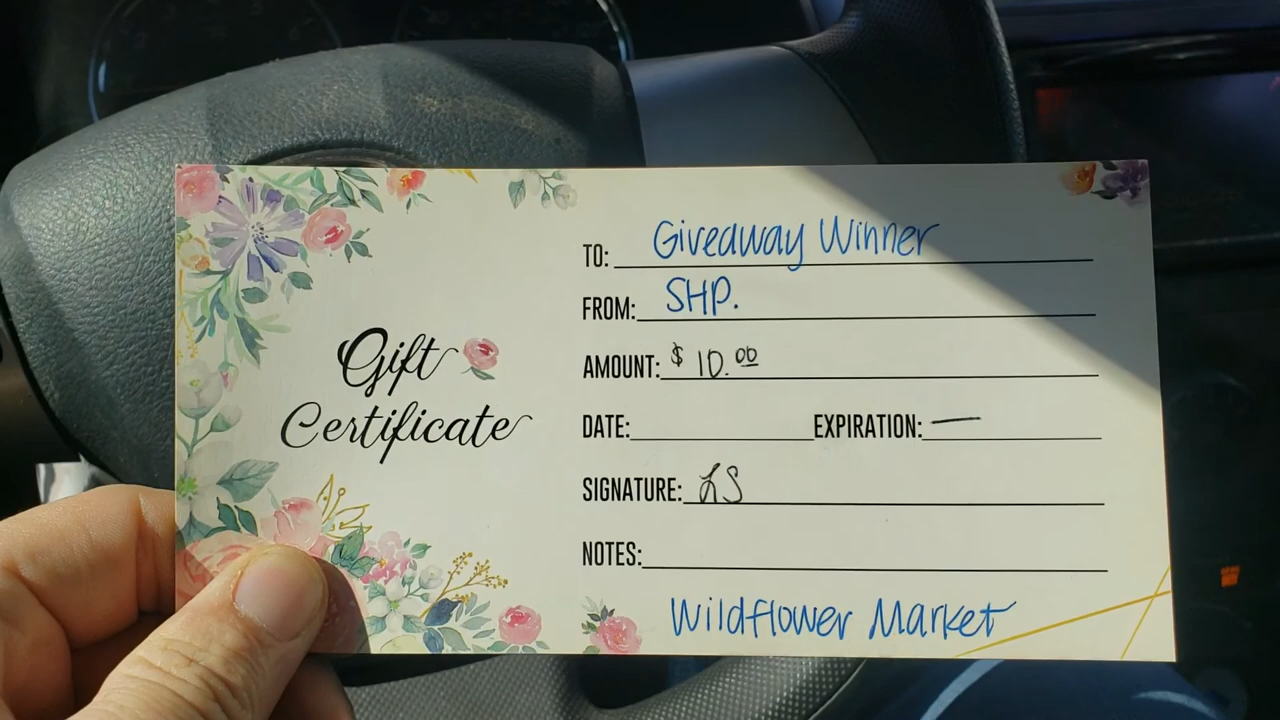 Gift
Certificate
TO: Giveaway Winner
FROM: SHP.
AMOUNT: $ 10.00
DATE: EXPIRATION: —
SIGNATURE: LS
NOTES:
Wildflower Market